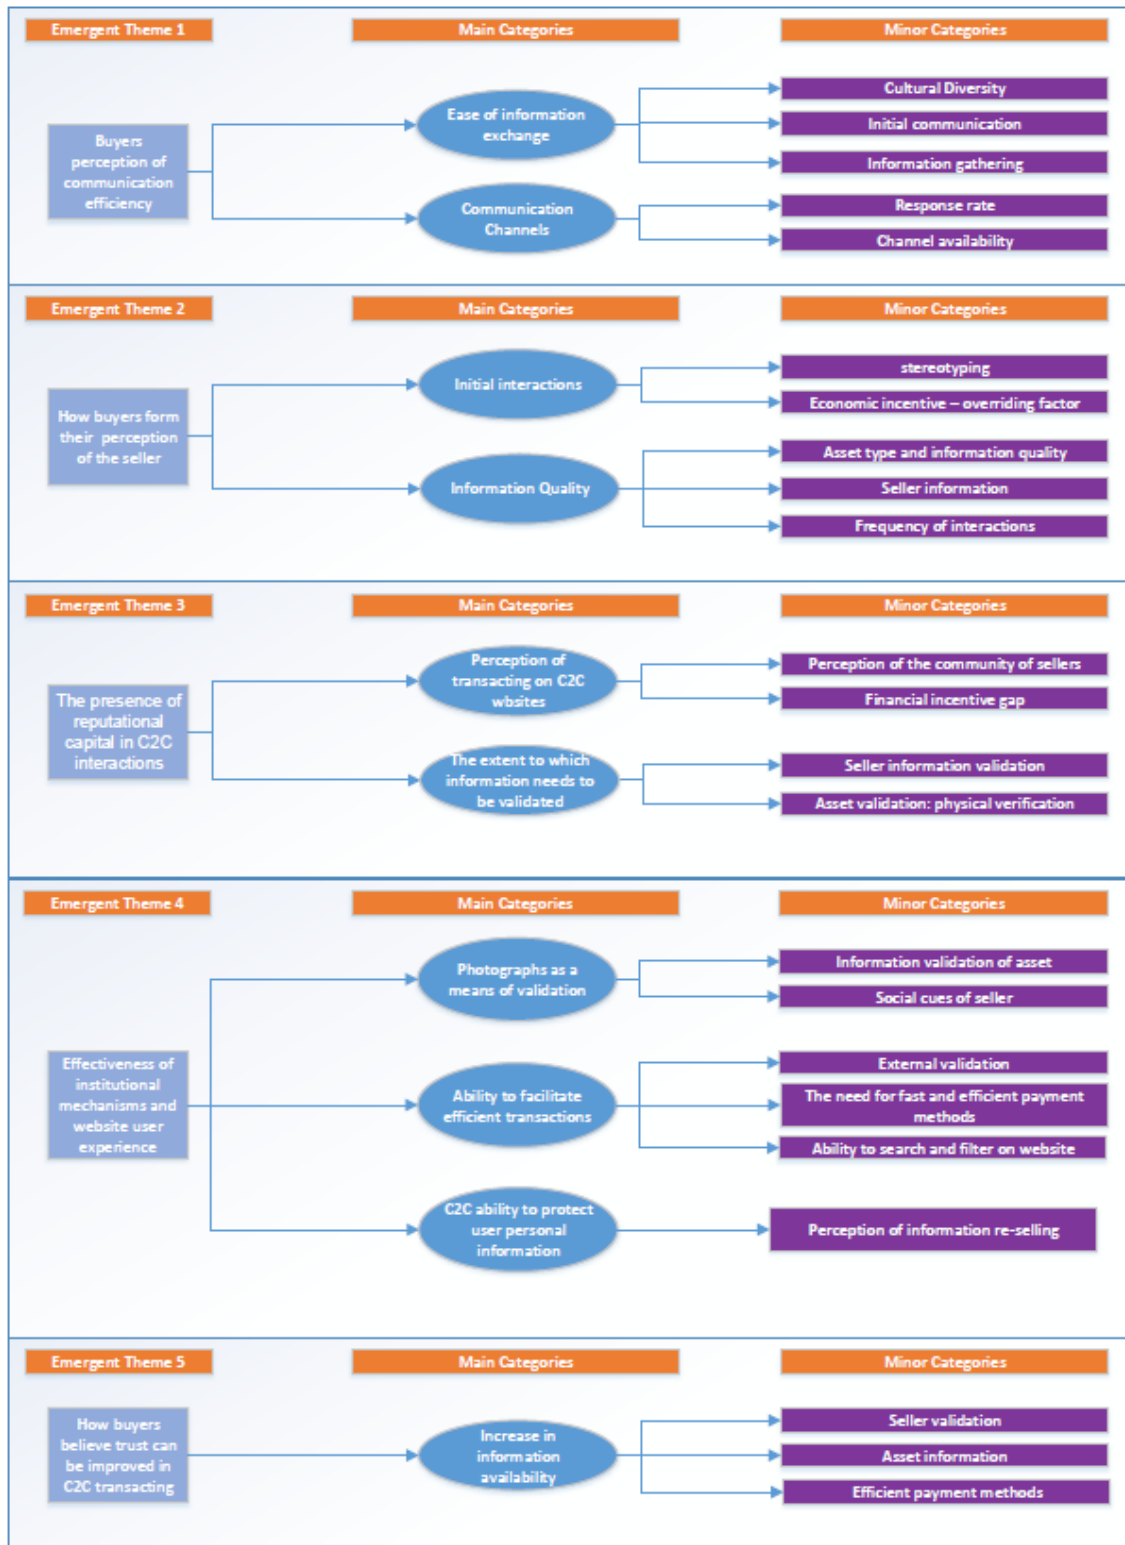 Emergent Theme 1
Main Categories
Minor Categories
Buyers
perception of
communication
efficiency
Ease of information
exchange
Cultural Diversity
Initial communication
Information gathering
Communication
Channels
Response rate
Channel availability
Emergent Theme 2
Main Categories
Minor Categories
How buyers form
their perception
of the seller
Initial interactions
stereotyping
Economic incentive – overriding factor
Information Quality
Asset type and information quality
Seller information
Frequency of interactions
Emergent Theme 3
Main Categories
Minor Categories
The presence of
reputational
capital in C2C
interactions
Perception of
transacting on C2C
wbsites
Perception of the community of sellers
Financial incentive gap
The extent to which
information needs to
be validated
Seller information validation
Asset validation: physical verification
Emergent Theme 4
Main Categories
Minor Categories
Effectiveness of
institutional
mechanisms and
website user
experience
Photographs as a
means of validation
Information validation of asset
Social cues of seller
Ability to facilitate
efficient transactions
External validation
The need for fast and efficient payment
methods
Ability to search and filter on website
C2C ability to protect
user personal
information
Perception of information re-selling
Emergent Theme 5
Main Categories
Minor Categories
How buyers
believe trust can
be improved in
C2C transacting
Increase in
information
availability
Seller validation
Asset information
Efficient payment methods